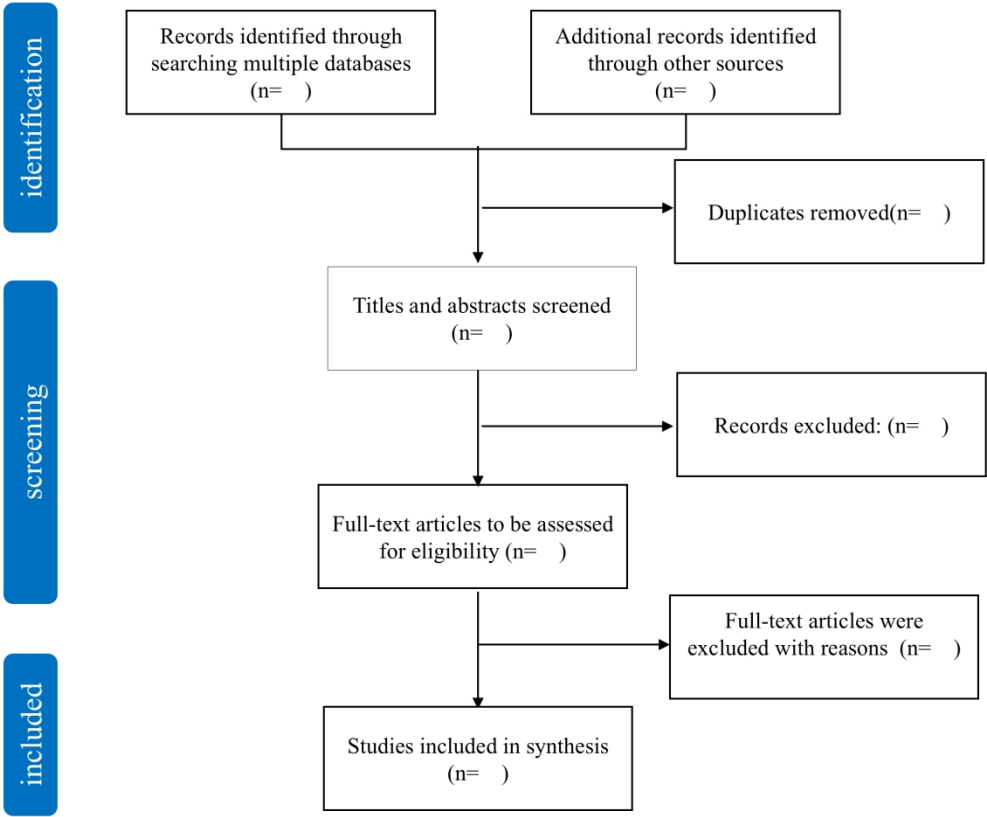 identification
Records identified through
searching multiple databases
(n=    )
Additional records identified
through other sources
(n=    )
Duplicates removed(n=    )
screening
Titles and abstracts screened
(n=    )
Records excluded: (n=    )
Full-text articles to be assessed
for eligibility (n=    )
Full-text articles were
excluded with reasons  (n=    )
included
Studies included in synthesis
(n=    )